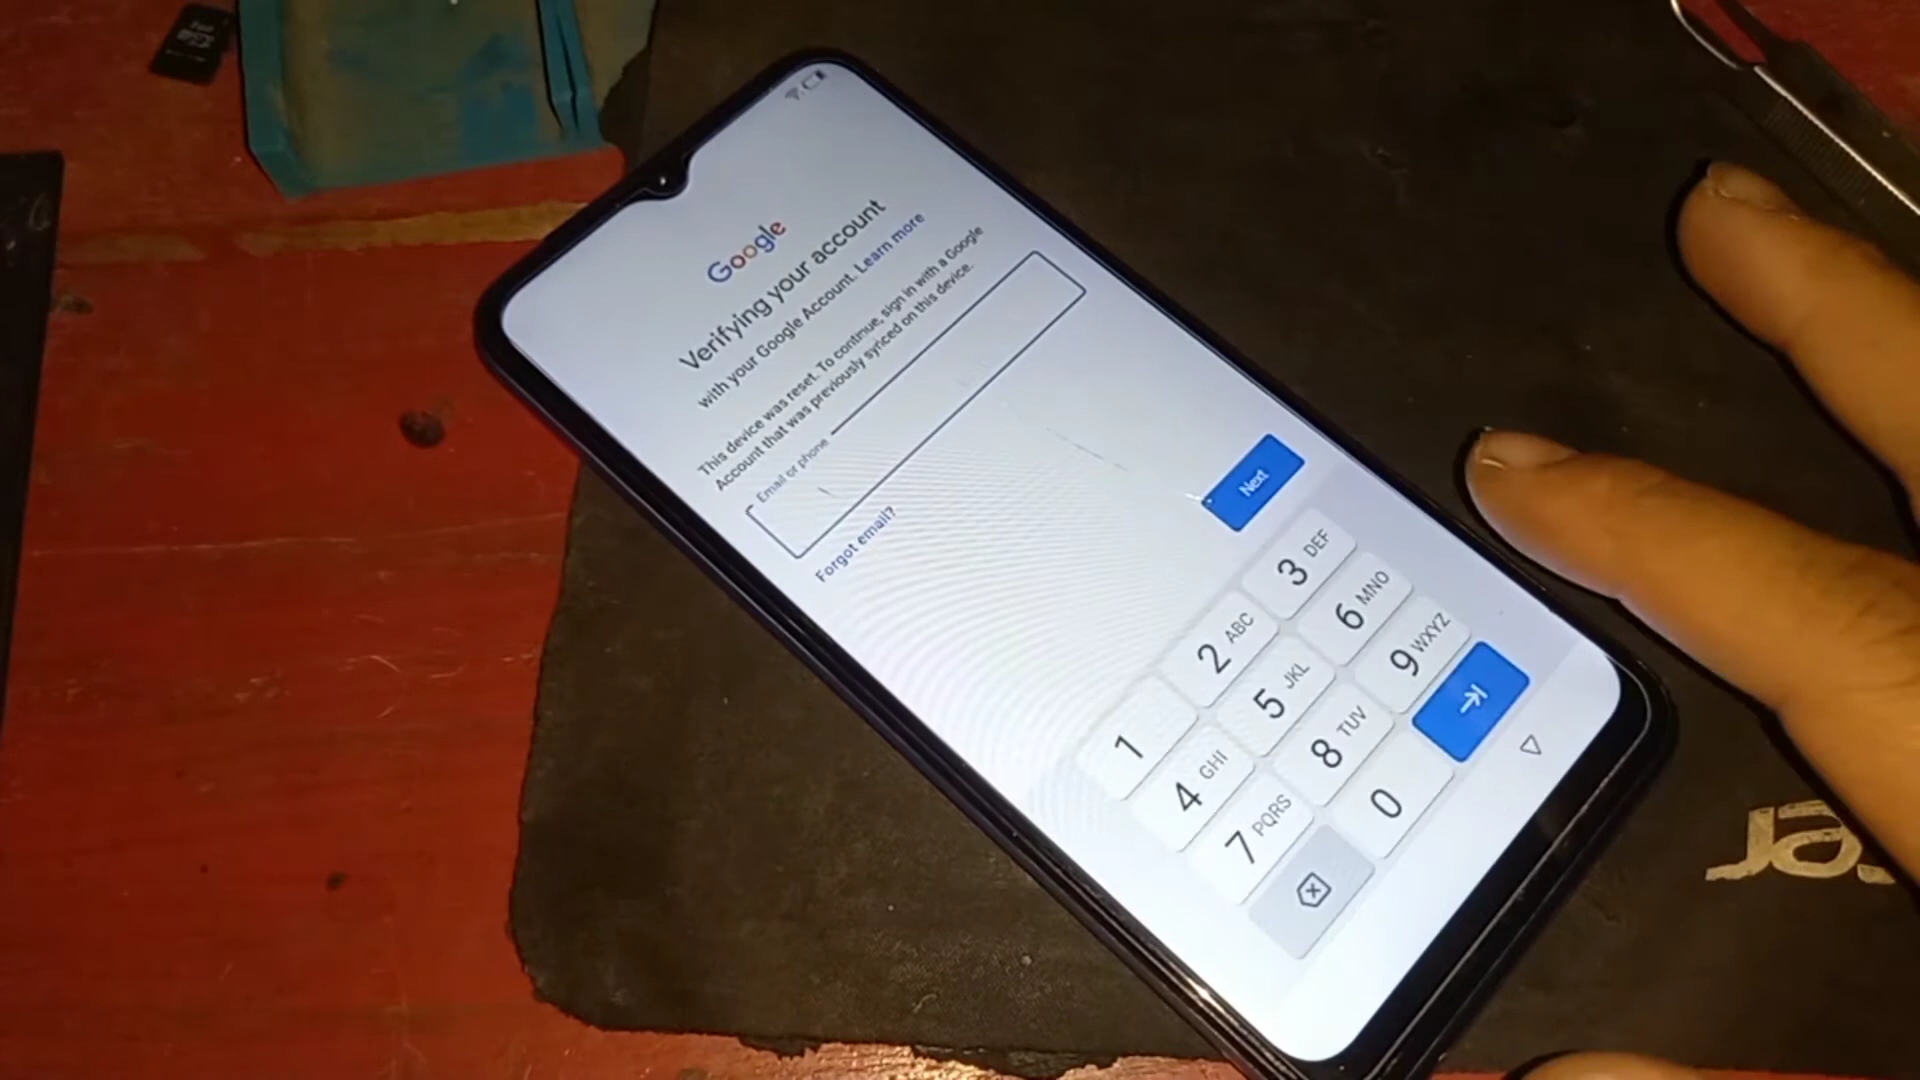 Google
Verifying your account
with your Google Account. Learn more
This device was reset. To continue, sign in with a Google
Account that was previously synced on this device.
Email or phone
Forgot email?
Next
1
2 ABC
3 DEF
4 GHI
5 JKL
6 MNO
7 PQRS
8 TUV
9 WXYZ
0